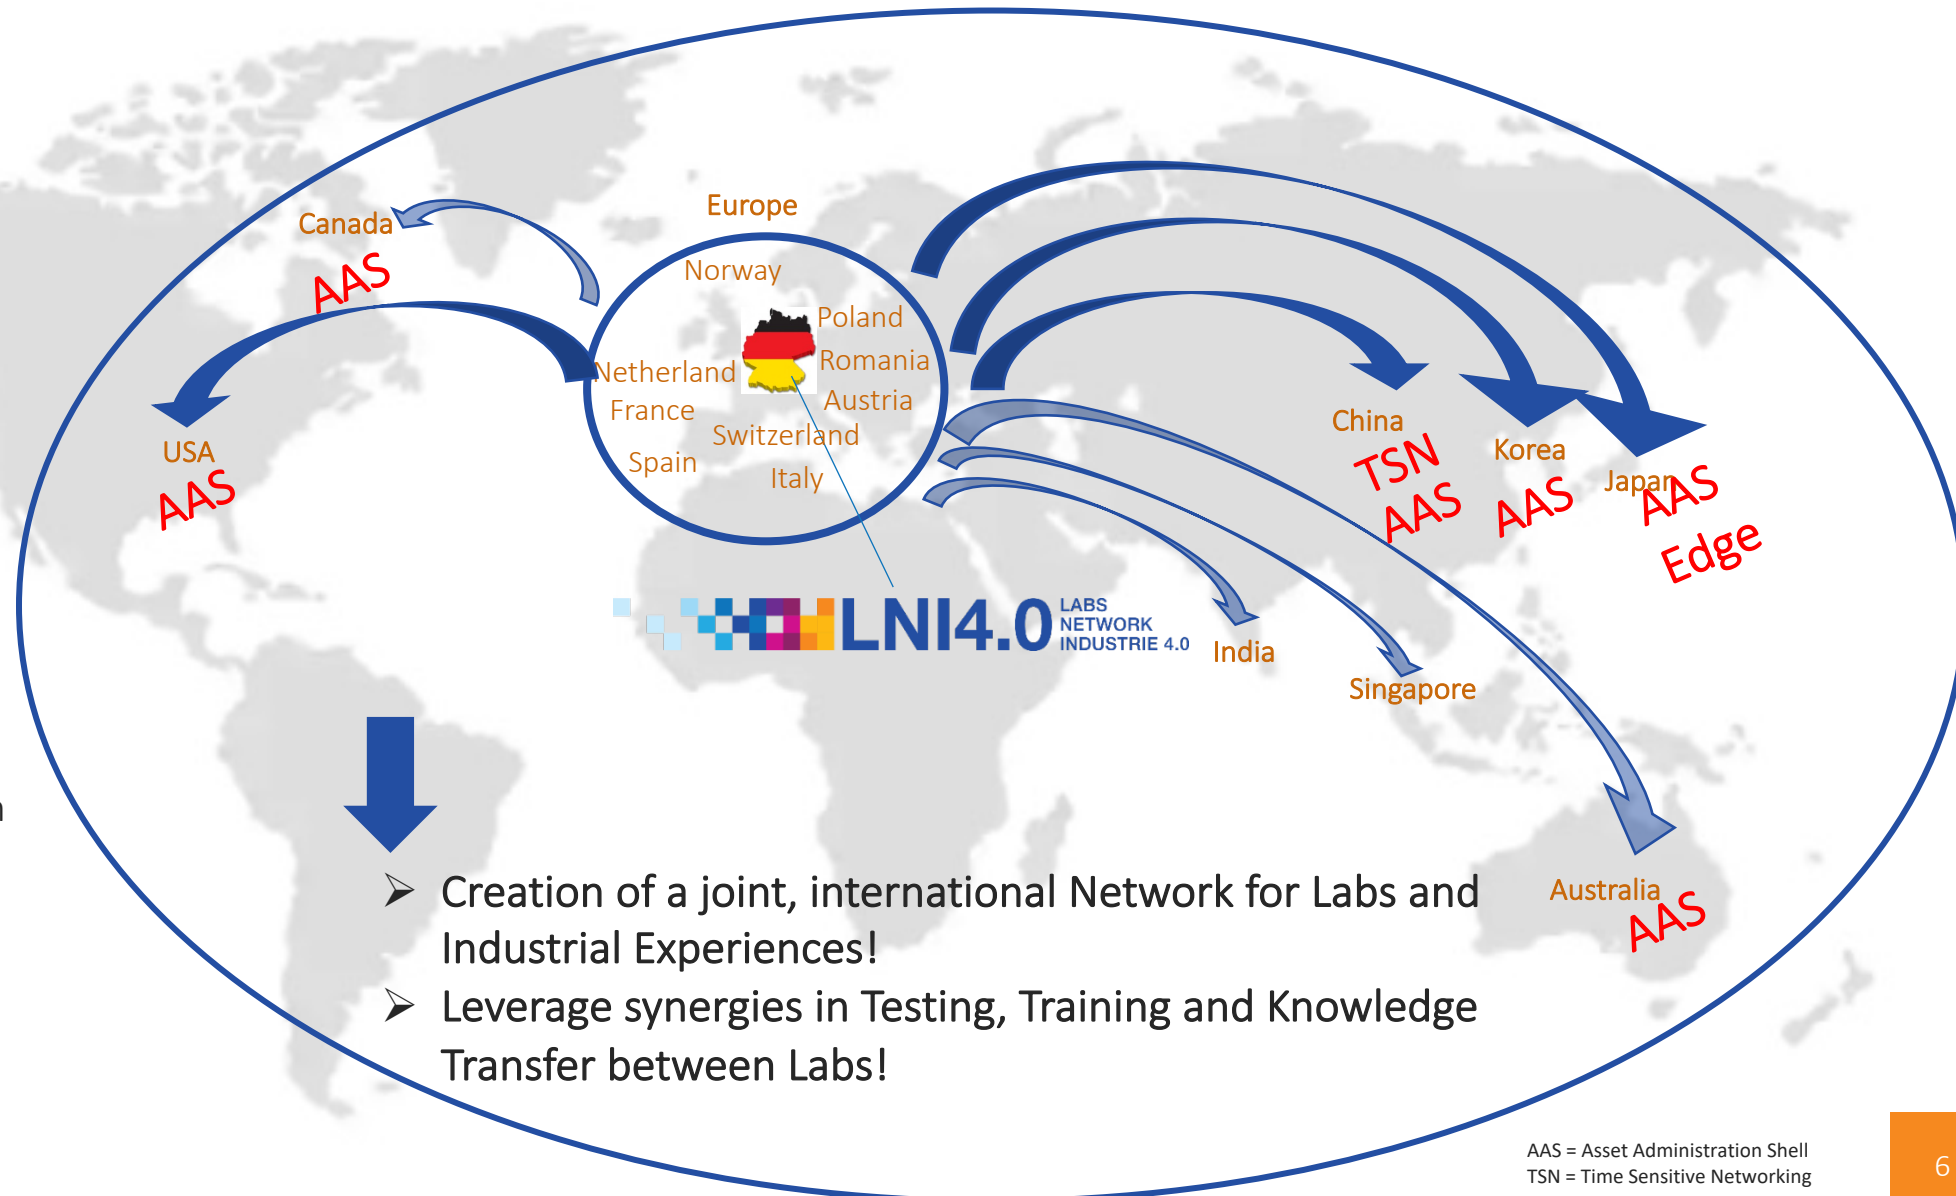 Europe
Canada
AAS
Norway
Poland
Romania
Netherland
France
Austria
Switzerland
Spain
Italy
USA
AAS
China
TSN
AAS
Korea
AAS
Japan
AAS
Edge
LNI4.0
LABS
NETWORK
INDUSTRIE 4.0
India
Singapore
Australia
AAS
➢ Creation of a joint, international Network for Labs and
Industrial Experiences!
➢ Leverage synergies in Testing, Training and Knowledge
Transfer between Labs!
AAS = Asset Administration Shell
TSN = Time Sensitive Networking
6